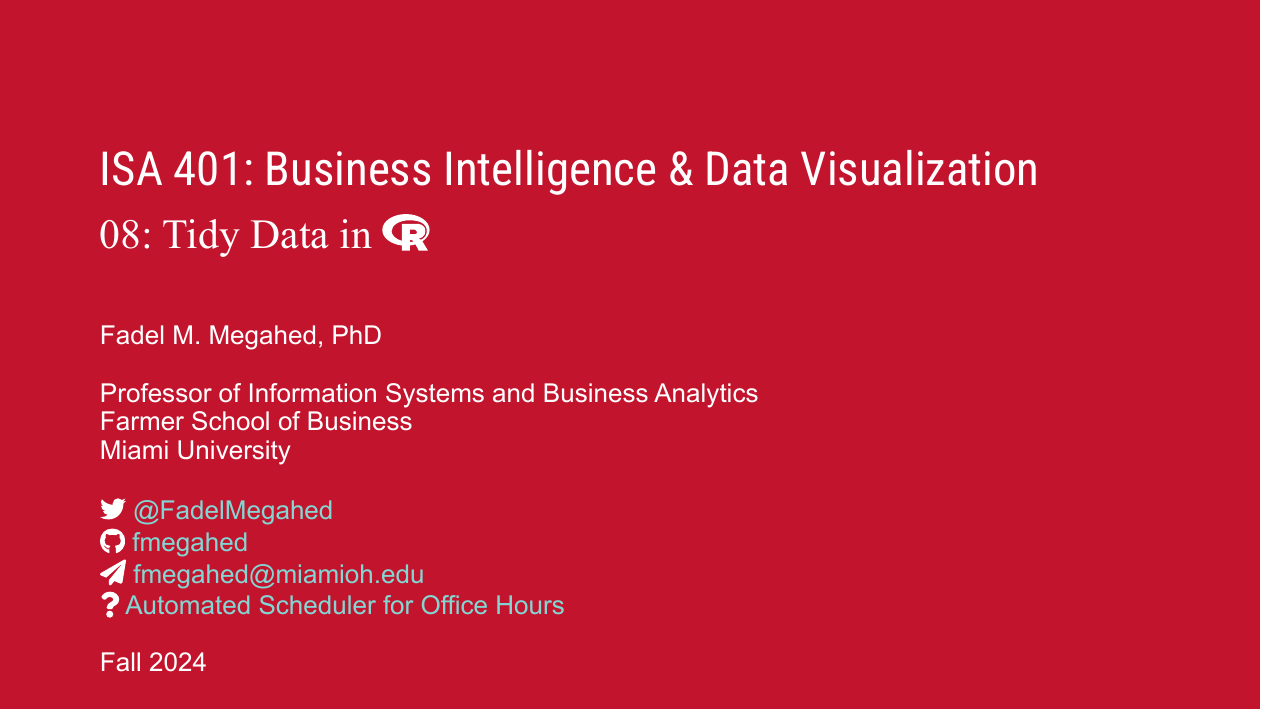 ISA 401: Business Intelligence & Data Visualization
08: Tidy Data in R
Fadel M. Megahed, PhD
Professor of Information Systems and Business Analytics
Farmer School of Business
Miami University
@FadelMegahed
fmegahed
fmegahed@miamioh.edu
? Automated Scheduler for Office Hours
Fall 2024